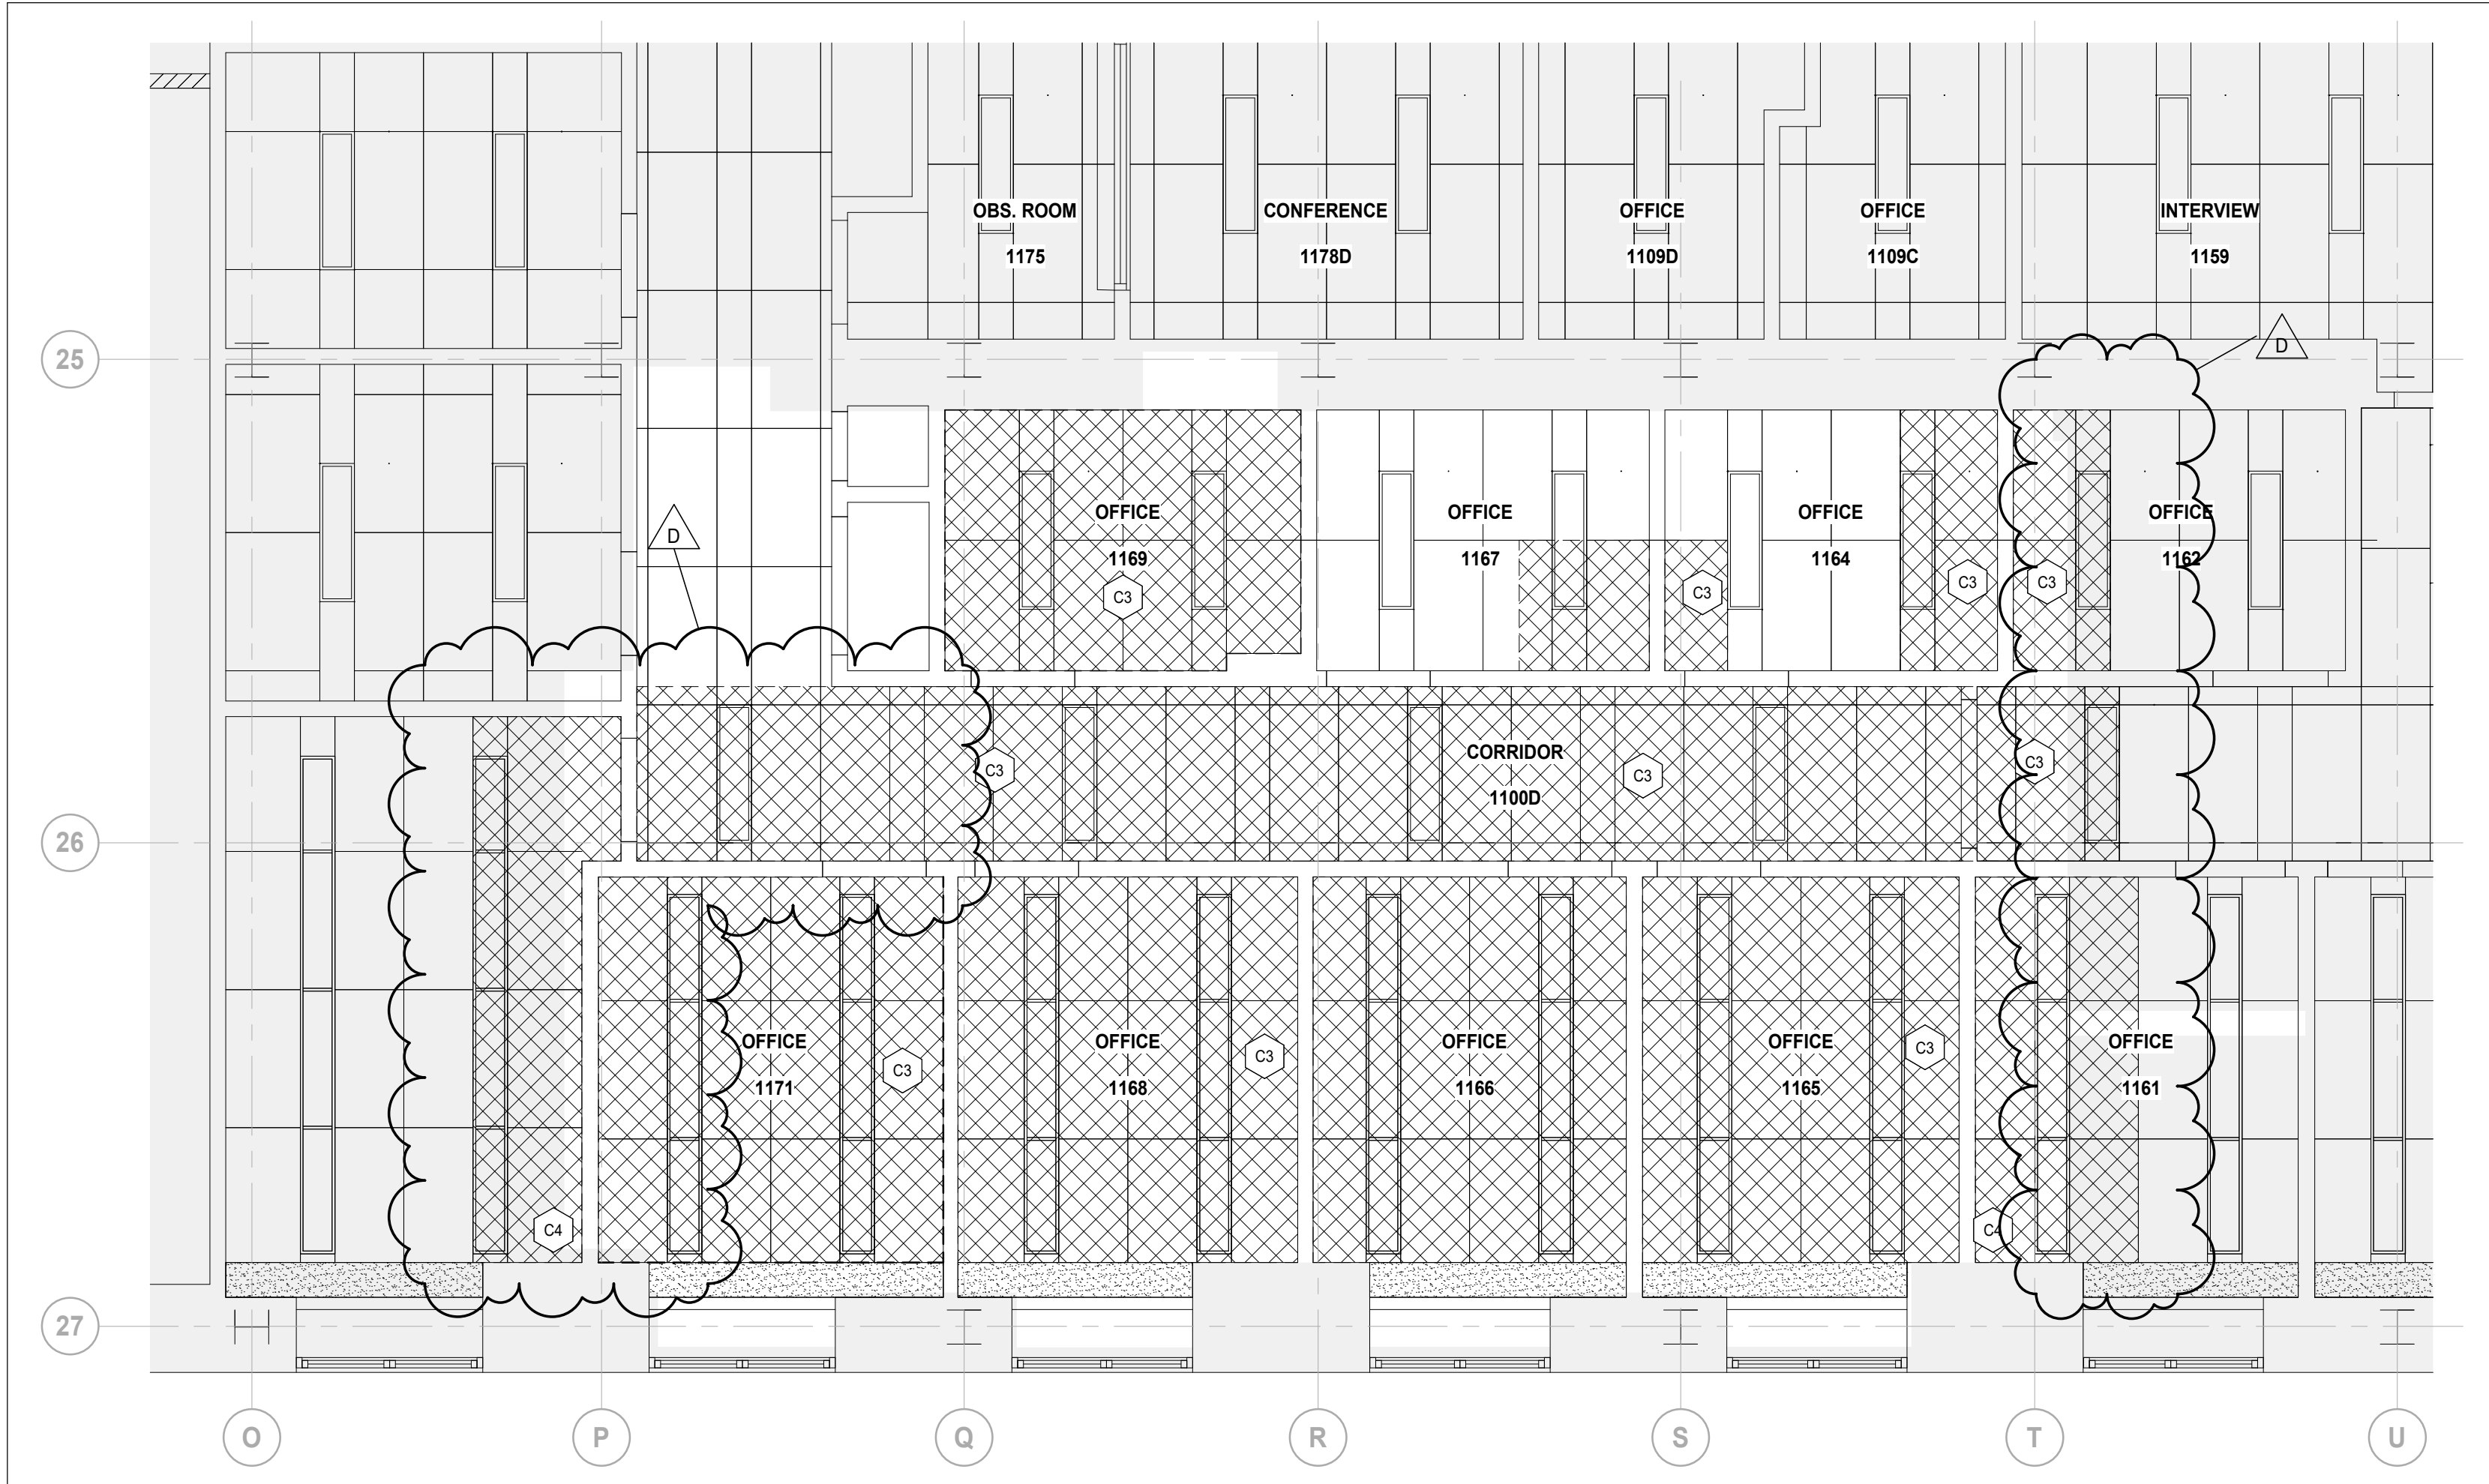 OBS. ROOM
1175
CONFERENCE
1178D
OFFICE
1109D
OFFICE
1109C
INTERVIEW
1159
25
D
D
OFFICE
1169
C3
OFFICE
1167
C3
OFFICE
1164
C3
C3
OFFICE
1162
C3
CORRIDOR
1100D
C3
C3
26
OFFICE
1171
C3
OFFICE
1168
C3
OFFICE
1166
OFFICE
1165
C3
OFFICE
1161
C4
C4
27
O
P
Q
R
S
T
U